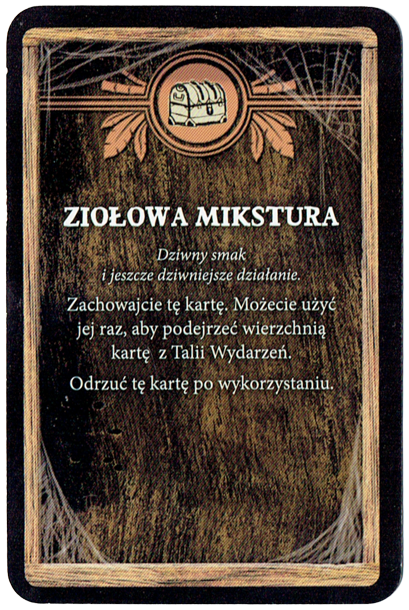 ZIOŁOWA MIKSTURA
Dziwny smak
i jeszcze dziwniejsze działanie.
Zachowajcie tę kartę. Możecie użyć
jej raz, aby podejrzeć wierzchnią
kartę z Talii Wydarzeń.
Odrzuć tę kartę po wykorzystaniu.